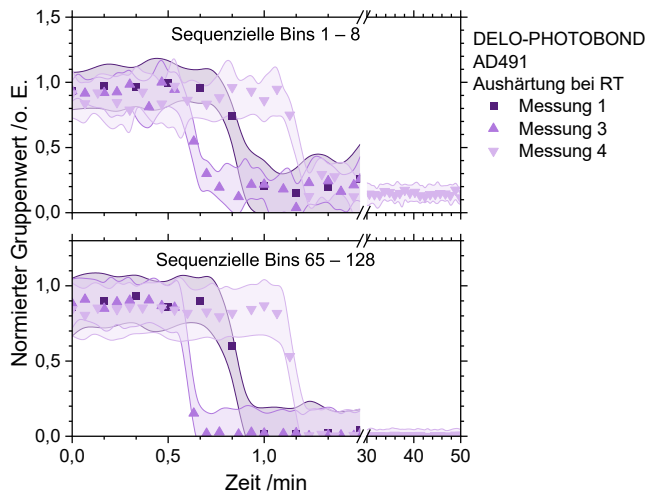 1,5
Sequenzielle Bins 1 – 8
1,0
0,5
0,0
DELO-PHOTOBOND
AD491
Aushärtung bei RT
Messung 1
Messung 3
Messung 4
Normierter Gruppenwert /o. E.
Sequenzielle Bins 65 – 128
1,0
0,5
0,0
0,0 0,5 1,0 30 40 50
Zeit /min